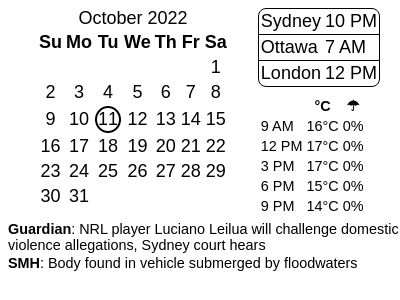 October 2022
Su Mo Tu We Th Fr Sa
1
2 3 4 5 6 7 8
9 10 11 12 13 14 15
16 17 18 19 20 21 22
23 24 25 26 27 28 29
30 31
Sydney 10 PM
Ottawa 7 AM
London 12 PM
°C ☂
9 AM 16°C 0%
12 PM 17°C 0%
3 PM 17°C 0%
6 PM 15°C 0%
9 PM 14°C 0%
Guardian: NRL player Luciano Leilua will challenge domestic
violence allegations, Sydney court hears
SMH: Body found in vehicle submerged by floodwaters